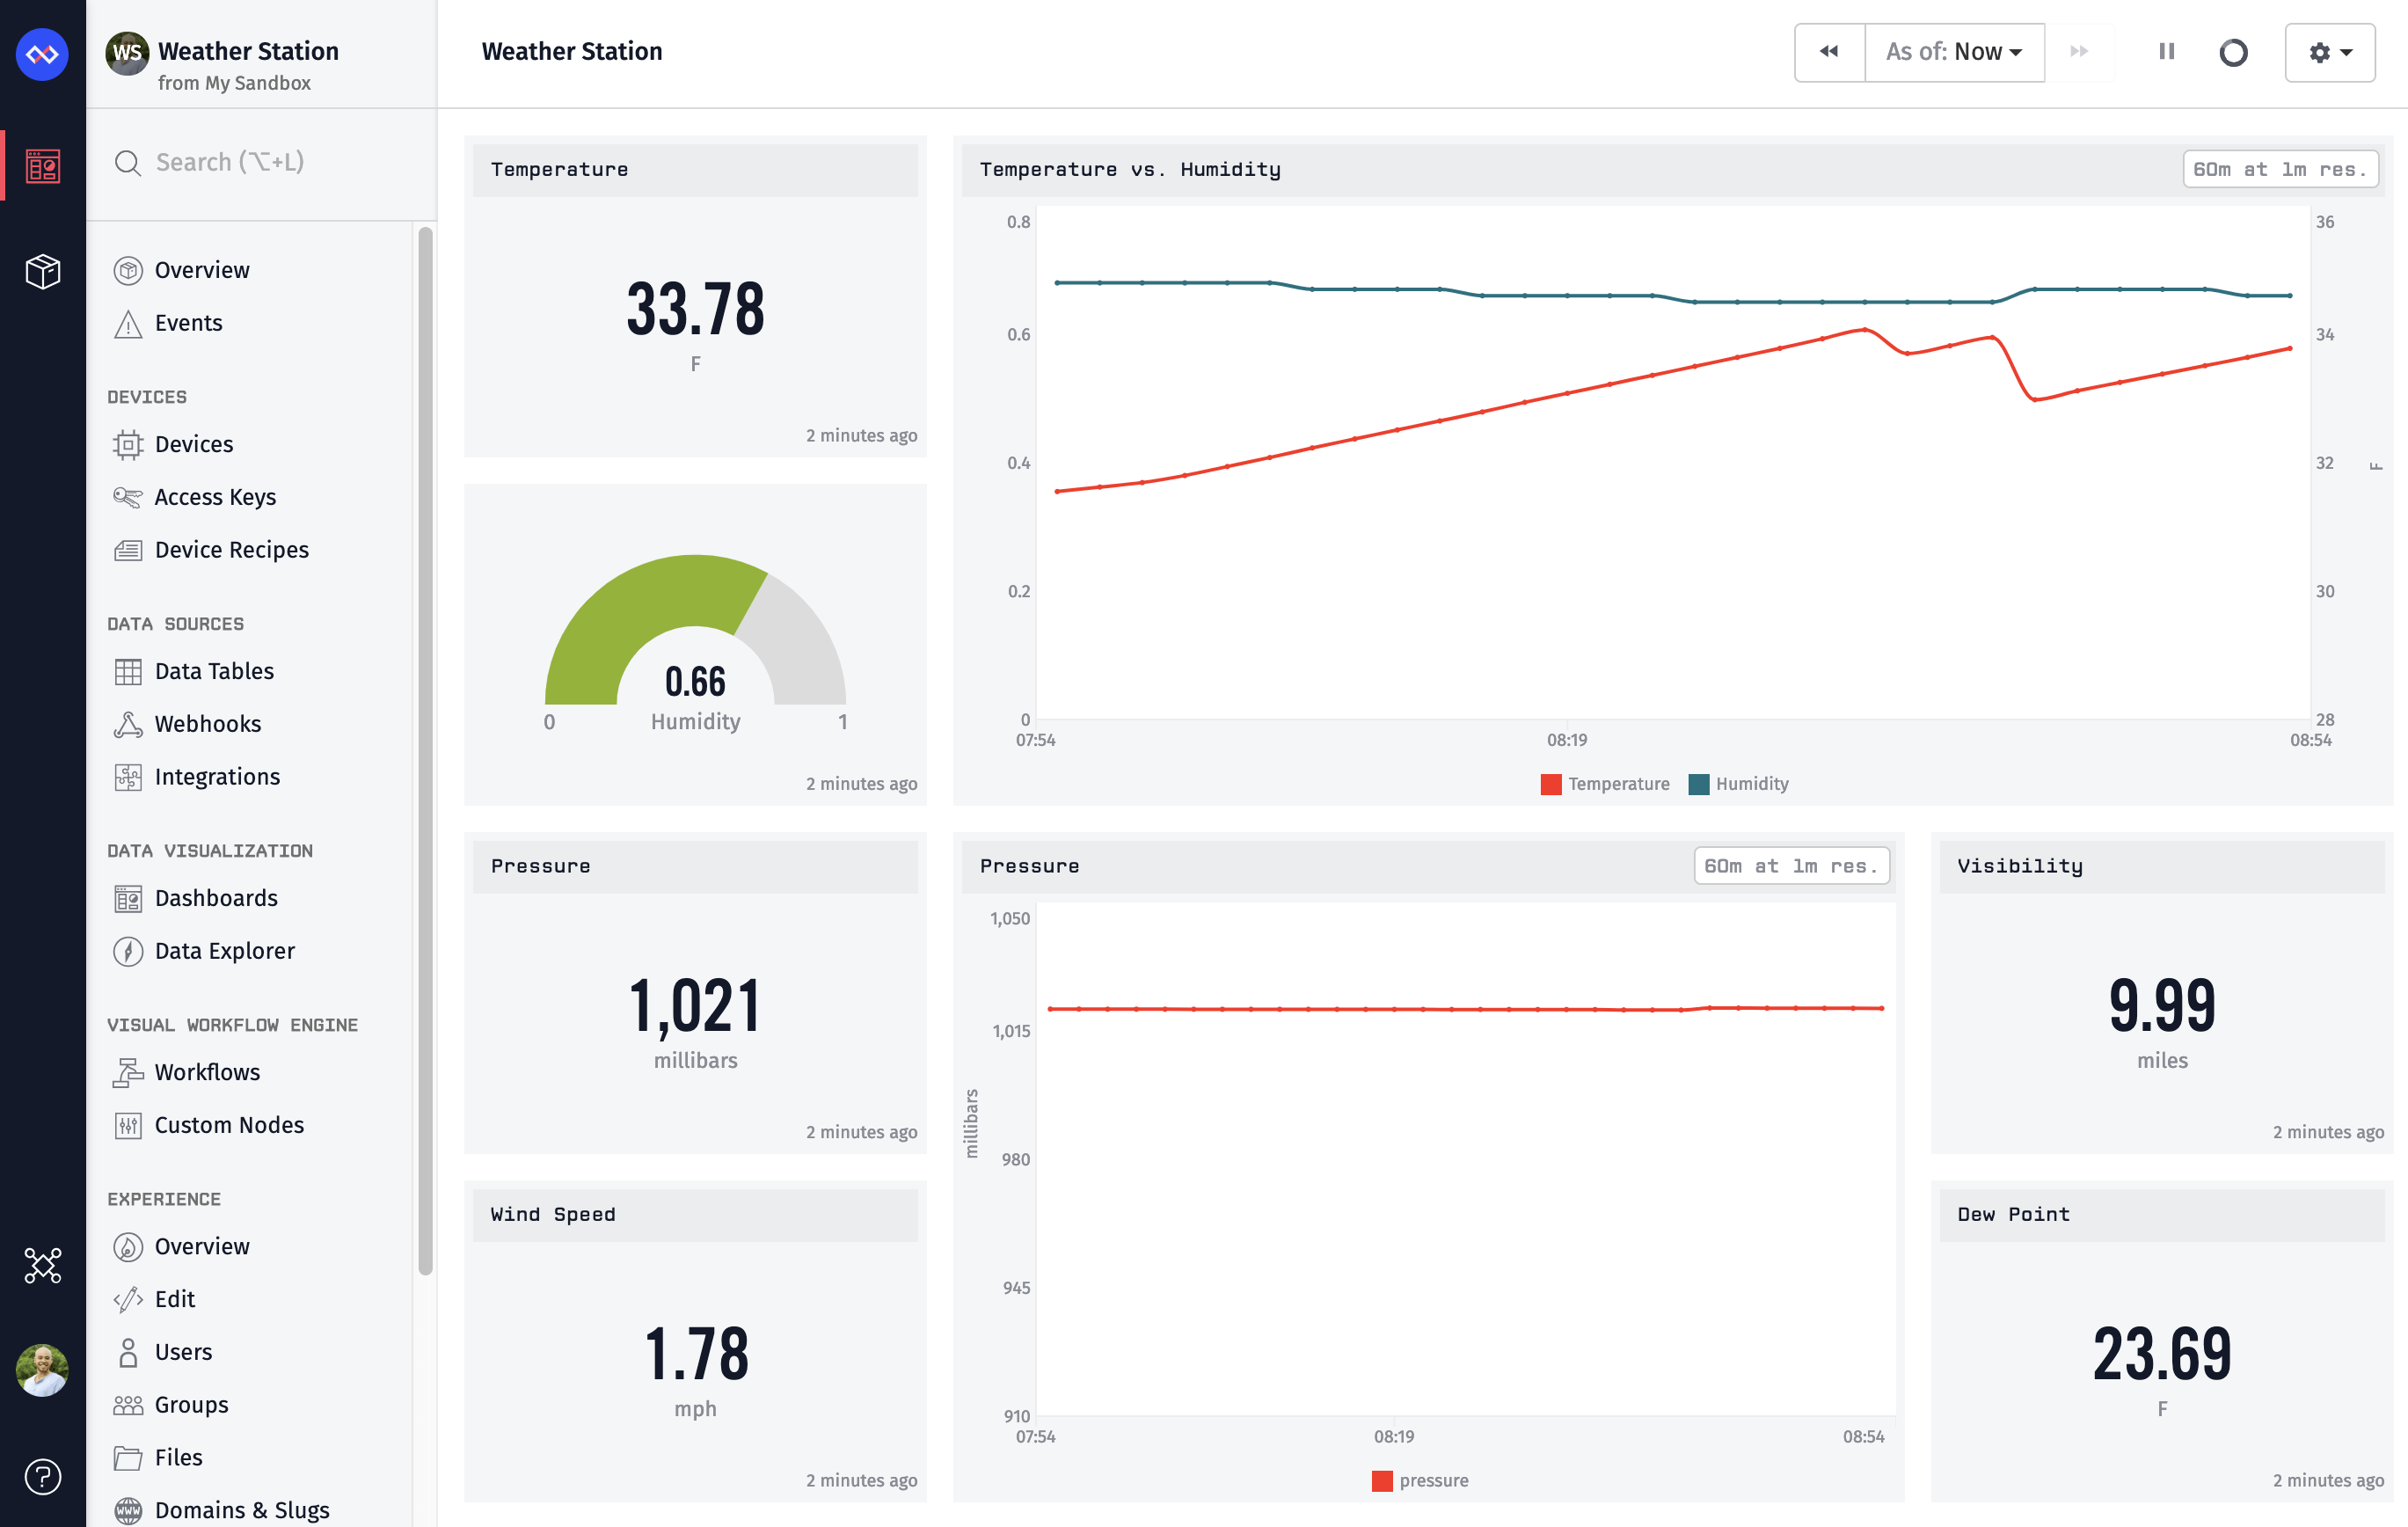 WS
Weather Station
from My Sandbox
Search (⌥+L)
Overview
Events
DEVICES
Devices
Access Keys
Device Recipes
DATA SOURCES
Data Tables
Webhooks
Integrations
DATA VISUALIZATION
Dashboards
Data Explorer
VISUAL WORKFLOW ENGINE
Workflows
Custom Nodes
EXPERIENCE
Overview
Edit
Users
Groups
Files
WWW
Domains & Slugs
?
Weather Station
As of: Now
Temperature
33.78
F
2 minutes ago
0.66
0 Humidity 1
2 minutes ago
Temperature vs. Humidity 60m at 1m res.
0.8 36
0.6 34
0.4 32
F
0.2 30
0 28
07:54 08:19 08:54
Temperature Humidity
Pressure
1,021
millibars
2 minutes ago
Wind Speed
1.78
mph
2 minutes ago
Pressure 60m at 1m res.
1,050
1,015
millibars
980
945
910
07:54 08:19 08:54
pressure
Visibility
9.99
miles
2 minutes ago
Dew Point
23.69
F
2 minutes ago